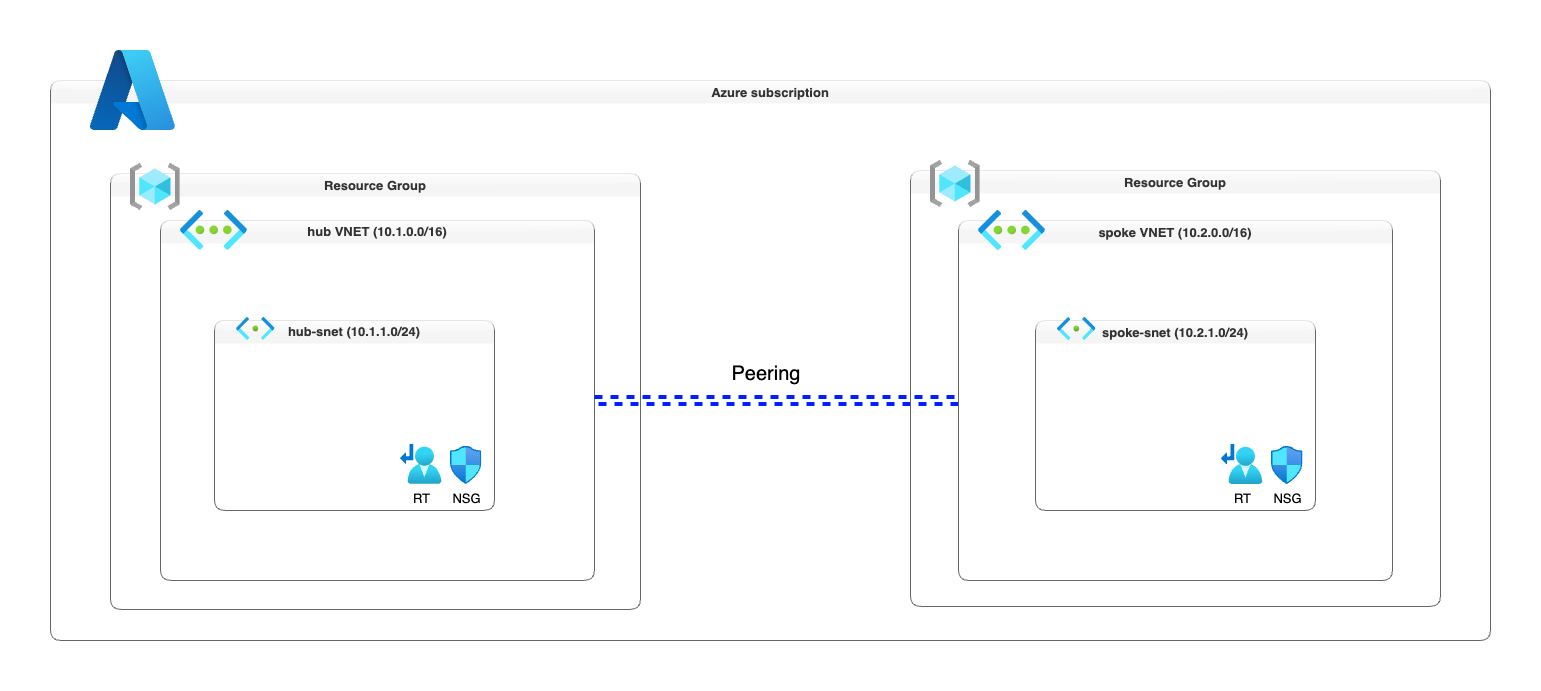 Azure subscription
Resource Group
hub VNET (10.1.0.0/16)
hub-snet (10.1.1.0/24)
RT
NSG
Peering
Resource Group
spoke VNET (10.2.0.0/16)
spoke-snet (10.2.1.0/24)
RT
NSG